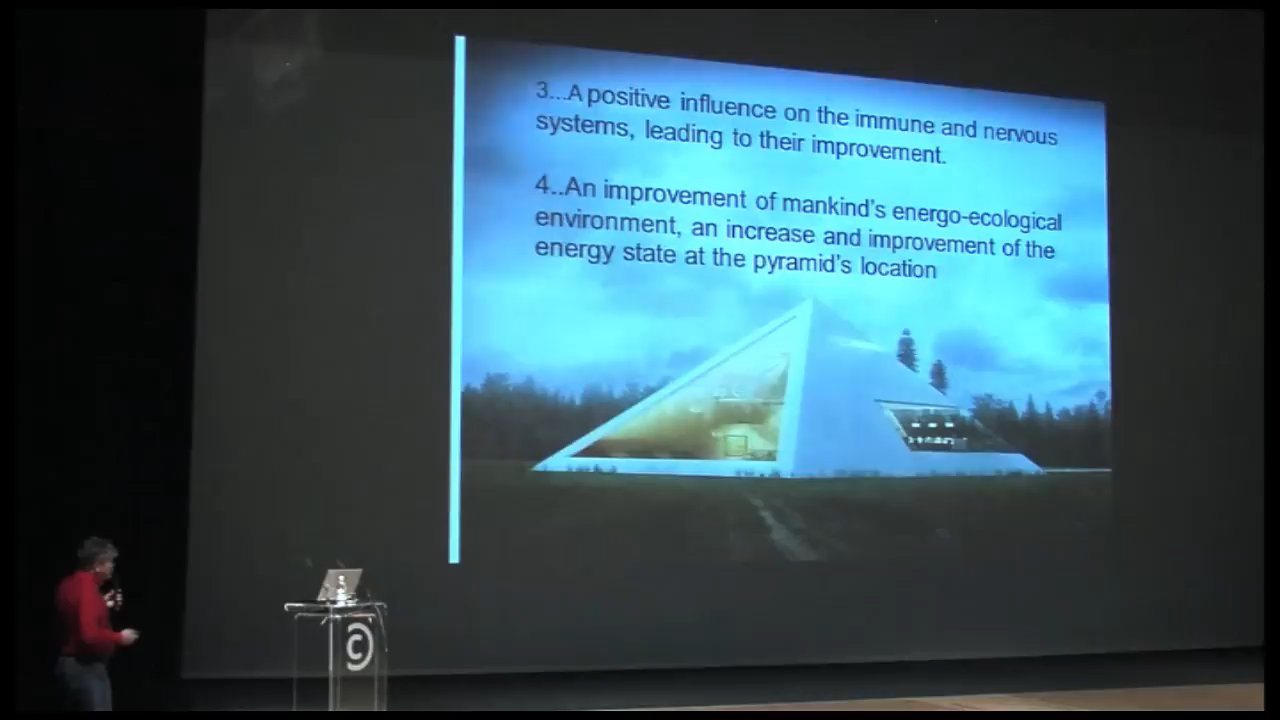 3...A positive influence on the immune and nervous
systems, leading to their improvement.
4..An improvement of mankind's energo-ecological
environment, an increase and improvement of the
energy state at the pyramid's location